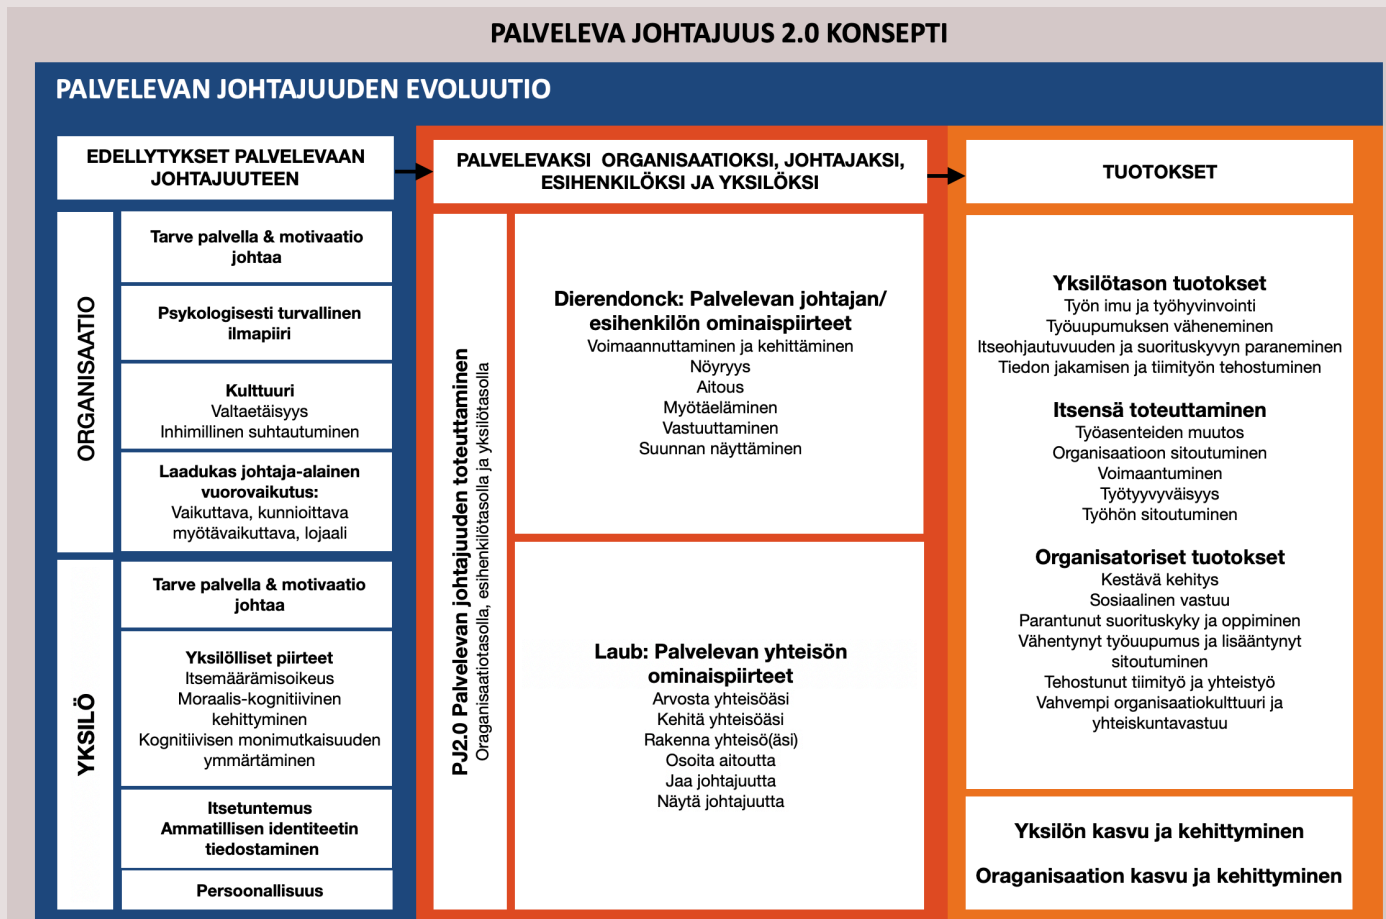 PALVELEVA JOHTAJUUS 2.0 KONSEPTI
PALVELEVAN JOHTAJUUDEN EVOLUUTIO
EDELLYTYKSET PALVELEVAAN
JOHTAJUUTEEN
ORGANISAATIO
Tarve palvella & motivaatio
johtaa
Psykologisesti turvallinen
ilmapiiri
Kulttuuri
Valtaetäisyys
Inhimillinen suhtautuminen
Laadukas johtaja-alainen
vuorovaikutus:
Vaikuttava, kunnioittava
myötävaikuttava, lojaali
YKSILÖ
Tarve palvella & motivaatio
johtaa
Yksilölliset piirteet
Itsemäärämisoikeus
Moraalis-kognitiivinen
kehittyminen
Kognitiivisen monimutkaisuuden
ymmärtäminen
Itsetuntemus
Ammatillisen identiteetin
tiedostaminen
Persoonallisuus
PALVELEVAKSI ORGANISAATIOKSI, JOHTAJAKSI,
ESIHENKILÖKSI JA YKSILÖKSI
PJ2.0 Palvelevan johtajuuden toteuttaminen
Oraganisaatiotasolla, esihenkilötasolla ja yksilötasolla
Dierendonck: Palvelevan johtajan/
esihenkilön ominaispiirteet
Voimaannuttaminen ja kehittäminen
Nöyryys
Aitous
Myötäeläminen
Vastuuttaminen
Suunnan näyttäminen
Laub: Palvelevan yhteisön
ominaispiirteet
Arvosta yhteisöäsi
Kehitä yhteisöäsi
Rakenna yhteisö(äsi)
Osoita aitoutta
Jaa johtajuutta
Näytä johtajuutta
TUOTOKSET
Yksilötason tuotokset
Työn imu ja työhyvinvointi
Työuupumuksen väheneminen
Itseohjautuvuuden ja suorituskyvyn paraneminen
Tiedon jakamisen ja tiimityön tehostuminen
Itsensä toteuttaminen
Työasenteiden muutos
Organisaatioon sitoutuminen
Voimaantuminen
Työtyyvyväisyys
Työhön sitoutuminen
Organisatoriset tuotokset
Kestävä kehitys
Sosiaalinen vastuu
Parantunut suorituskyky ja oppiminen
Vähentynyt työuupumus ja lisääntynyt
sitoutuminen
Tehostunut tiimityö ja yhteistyö
Vahvempi organisaatiokulttuuri ja
yhteiskuntavastuu
Yksilön kasvu ja kehittyminen
Oraganisaation kasvu ja kehittyminen